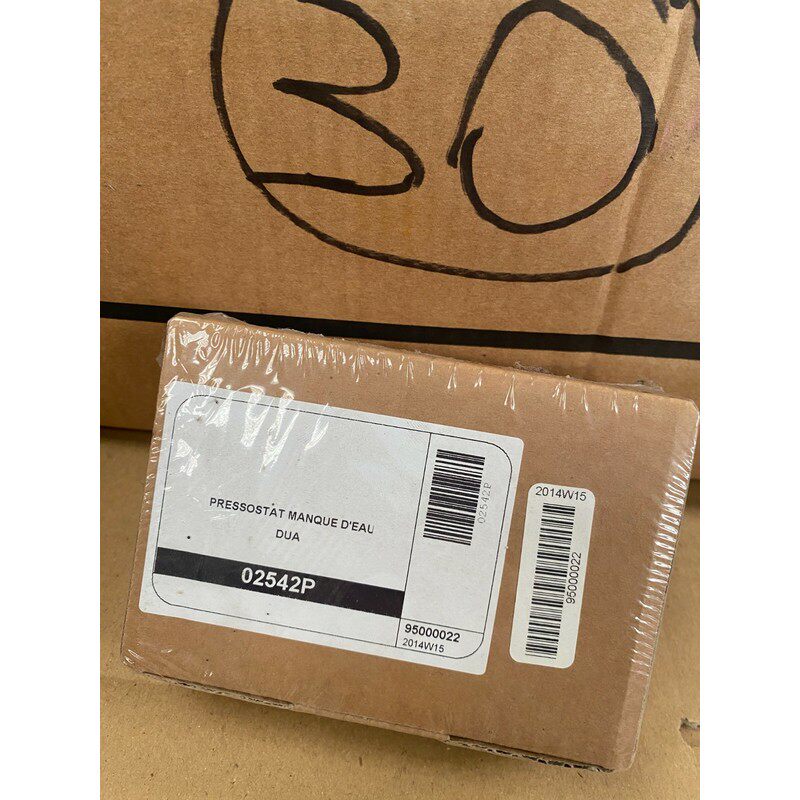 30
PRESSOSTAT MANQUE D'EAU
DUA
02542P
02542P
95000022
2014W15
2014W15
95000022